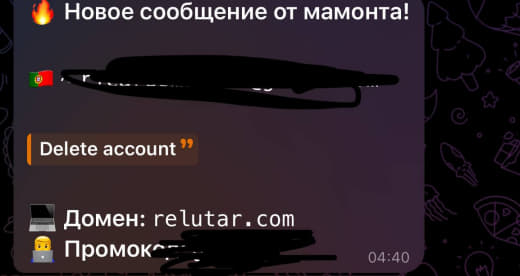 🔥 Новое сообщение от мамонта!
🇵🇹
Delete account
💻 Домен: relutar.com
👨‍💻
04:40